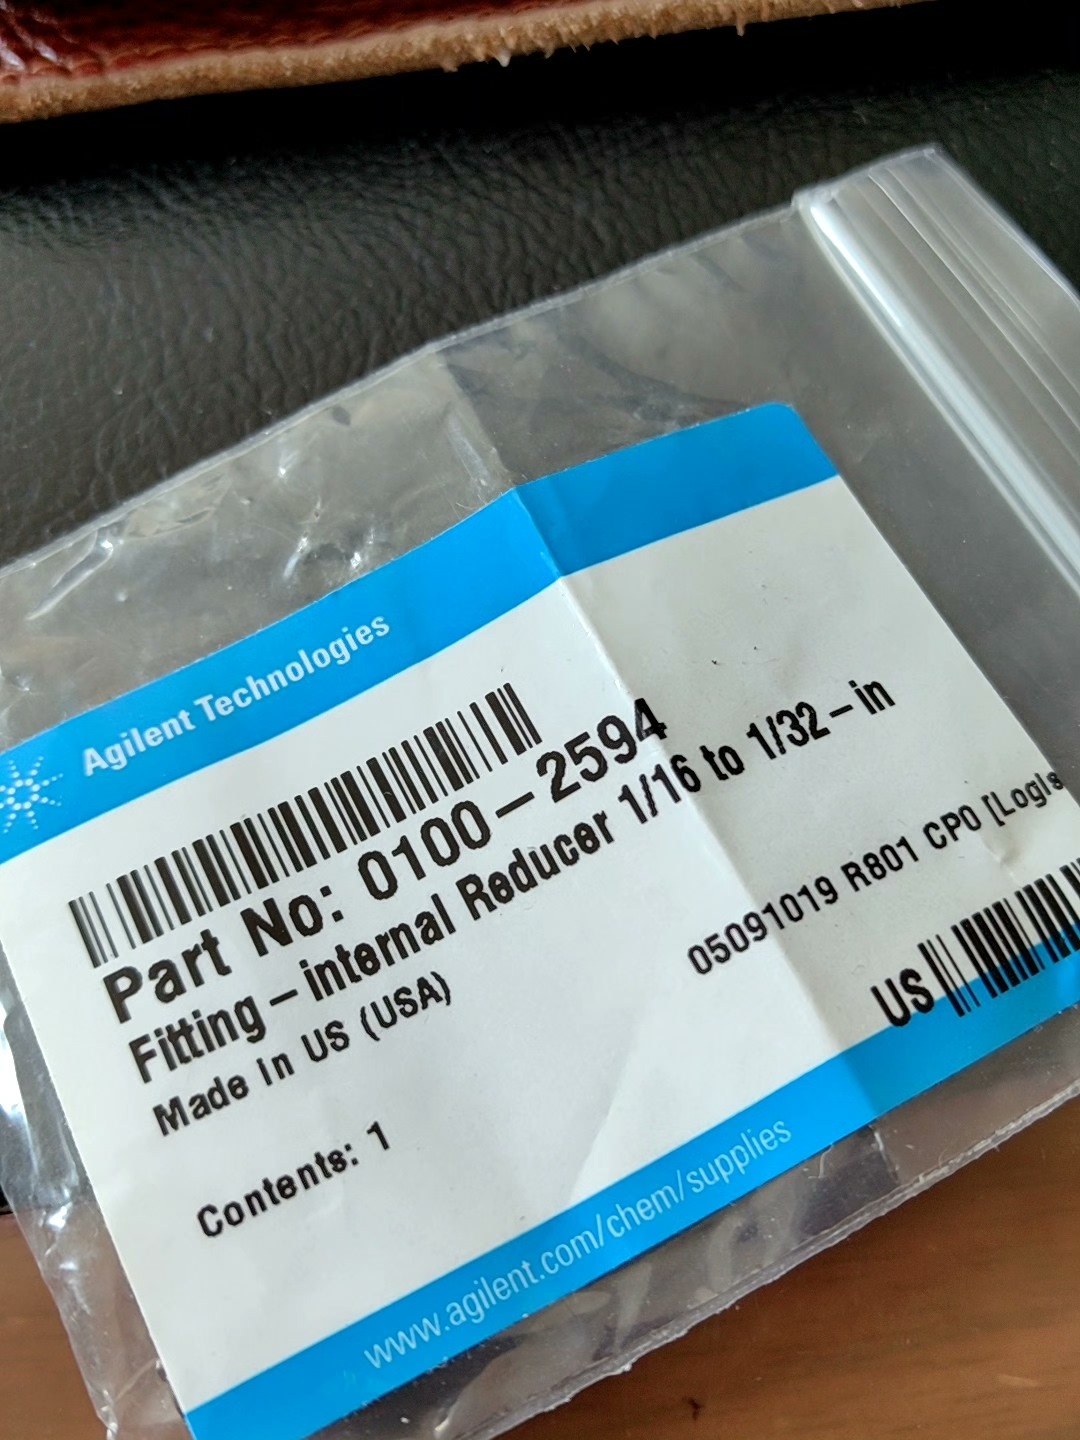 Agilent Technologies
Part No: 0100-2594
Fitting-internal Reducer 1/16 to 1/32-in
Made in US (USA)
05091019 R801 CP0 [Logis
US
Contents: 1
www.agilent.com/chem/supplies